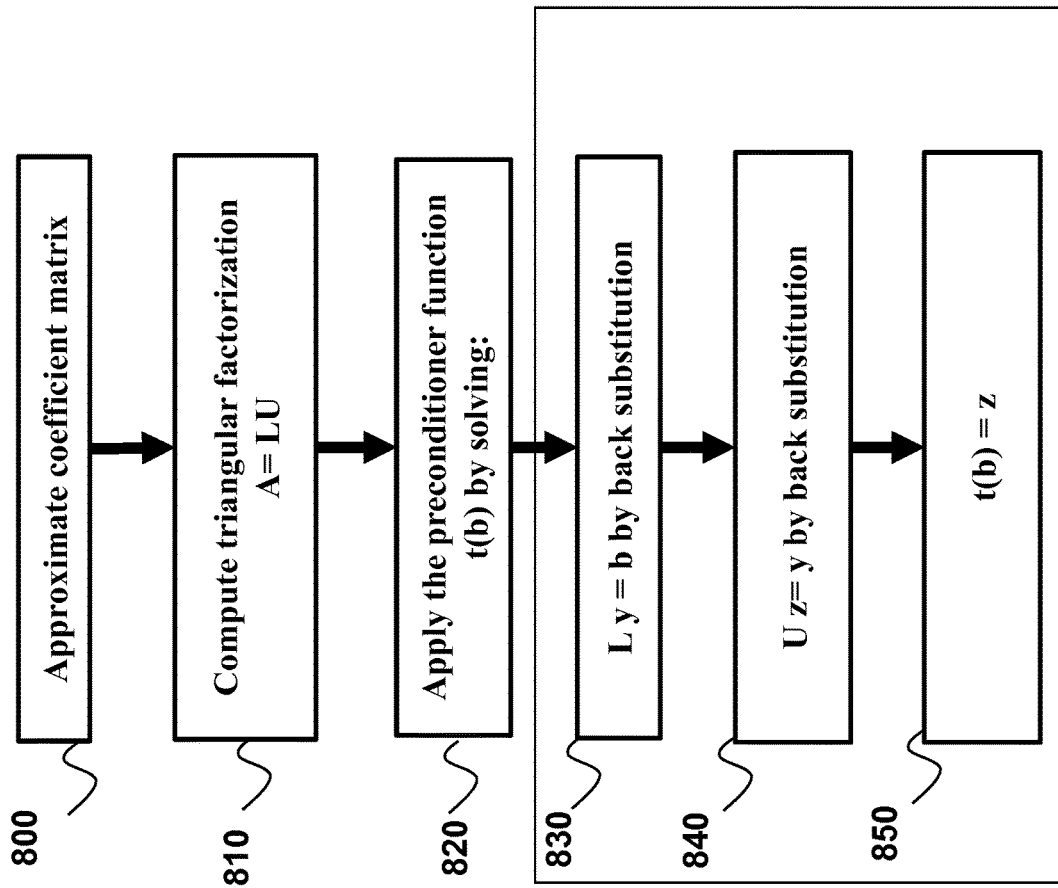 800
Approximate coefficient matrix
810
Compute triangular factorization
A= LU
820
Apply the preconditioner function
t(b) by solving:
830
L y = b by back substitution
840
U z= y by back substitution
850
t(b) = z